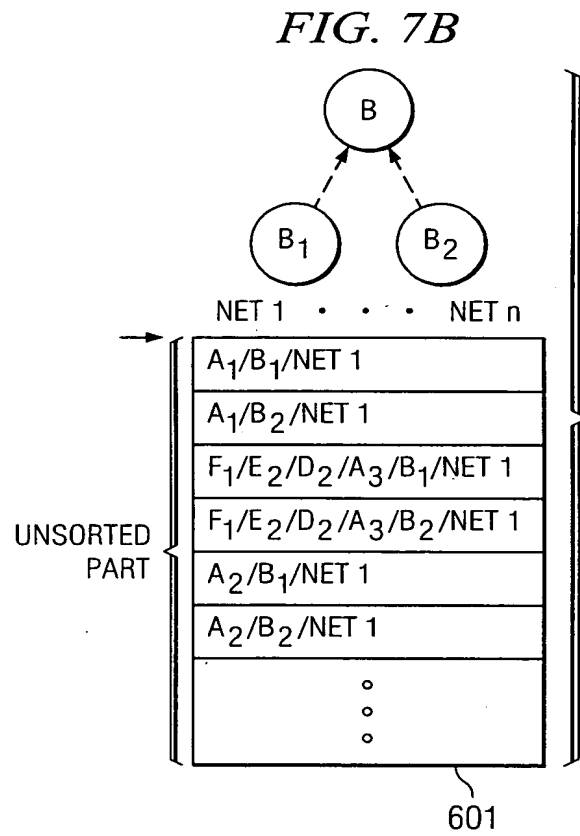 FIG. 7B
B
B₁ B₂
NET 1 · · · NET n
A₁/B₁/NET 1
A₁/B₂/NET 1
F₁/E₂/D₂/A₃/B₁/NET 1
F₁/E₂/D₂/A₃/B₂/NET 1
UNSORTED
PART
A₂/B₁/NET 1
A₂/B₂/NET 1
601